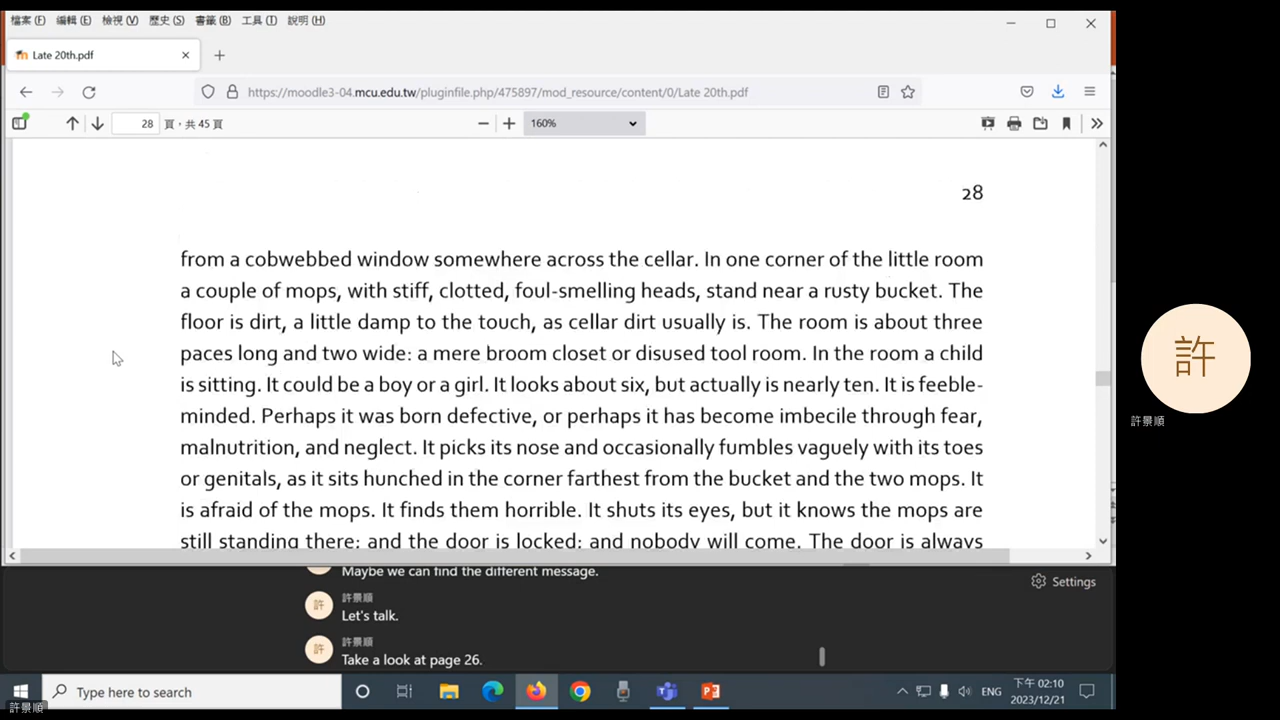 檔案(F) 編輯(E) 檢視(V) 歷史(S) 書籤(B) 工具(T) 說明(H)
Late 20th.pdf
https://moodle3-04.mcu.edu.tw/pluginfile.php/475897/mod_resource/content/0/Late 20th.pdf
28 頁，共 45 頁
160%
28
from a cobwebbed window somewhere across the cellar. In one corner of the little room
a couple of mops, with stiff, clotted, foul-smelling heads, stand near a rusty bucket. The
floor is dirt, a little damp to the touch, as cellar dirt usually is. The room is about three
paces long and two wide: a mere broom closet or disused tool room. In the room a child
is sitting. It could be a boy or a girl. It looks about six, but actually is nearly ten. It is feeble-
minded. Perhaps it was born defective, or perhaps it has become imbecile through fear,
malnutrition, and neglect. It picks its nose and occasionally fumbles vaguely with its toes
or genitals, as it sits hunched in the corner farthest from the bucket and the two mops. It
is afraid of the mops. It finds them horrible. It shuts its eyes, but it knows the mops are
still standing there; and the door is locked; and nobody will come. The door is always
Maybe we can find the different message.
許景順
許
Let's talk.
許景順
許
Take a look at page 26.
Settings
許
許景順
Type here to search
ENG
下午 02:10
2023/12/21
許景順